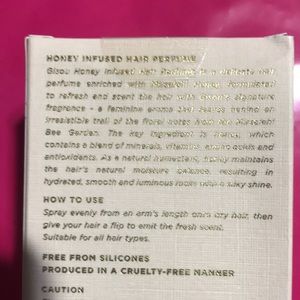 HONEY INFUSED HAIR PERFUME
Gisou Honey Infused Hair Perfume is a delicate hair
perfume enriched with Mirsalehi Honey, formulated
to refresh and scent the hair with Gisou's signature
fragrance - a feminine aroma that leaves behind an
irresistible trail of the floral notes from the Mirsalehi
Bee Garden. The key ingredient is honey, which
contains a blend of minerals, vitamins, amino acids and
antioxidants. As a natural humectant, honey maintains
the hair's natural moisture balance, resulting in
hydrated, smooth and luminous locks with a silky shine.
HOW TO USE
Spray evenly from an arm's length onto dry hair, then
give your hair a flip to emit the fresh scent.
Suitable for all hair types.
FREE FROM SILICONES
PRODUCED IN A CRUELTY-FREE MANNER
CAUTION